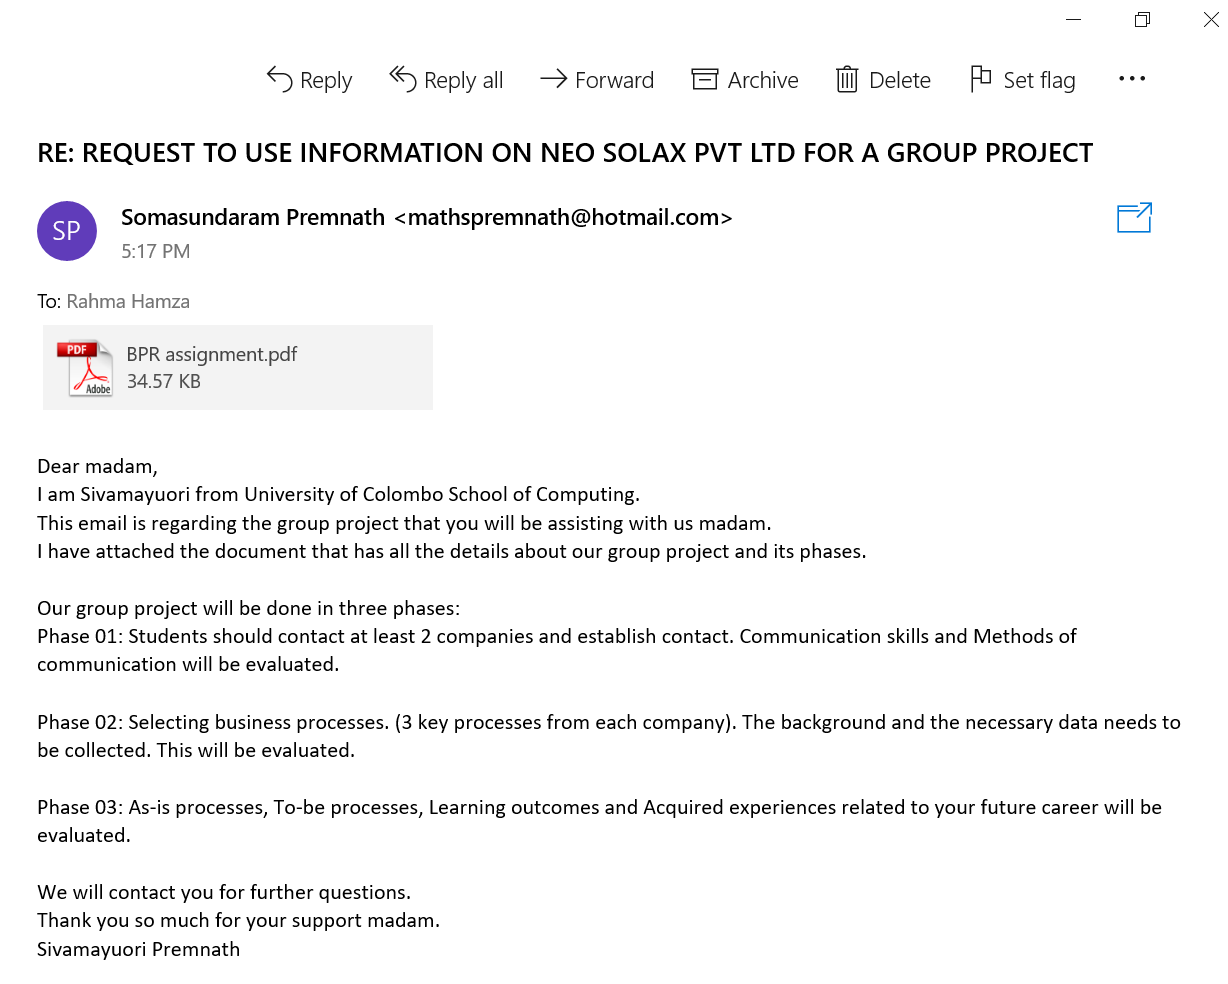 Reply
Reply all
Forward
Archive
Delete
Set flag
RE: REQUEST TO USE INFORMATION ON NEO SOLAX PVT LTD FOR A GROUP PROJECT
SP
Somasundaram Premnath <mathspremnath@hotmail.com>
5:17 PM
To: Rahma Hamza
PDF
Adobe
BPR assignment.pdf
34.57 KB
Dear madam,
I am Sivamayuori from University of Colombo School of Computing.
This email is regarding the group project that you will be assisting with us madam.
I have attached the document that has all the details about our group project and its phases.
Our group project will be done in three phases:
Phase 01: Students should contact at least 2 companies and establish contact. Communication skills and Methods of
communication will be evaluated.
Phase 02: Selecting business processes. (3 key processes from each company). The background and the necessary data needs to
be collected. This will be evaluated.
Phase 03: As-is processes, To-be processes, Learning outcomes and Acquired experiences related to your future career will be
evaluated.
We will contact you for further questions.
Thank you so much for your support madam.
Sivamayuori Premnath